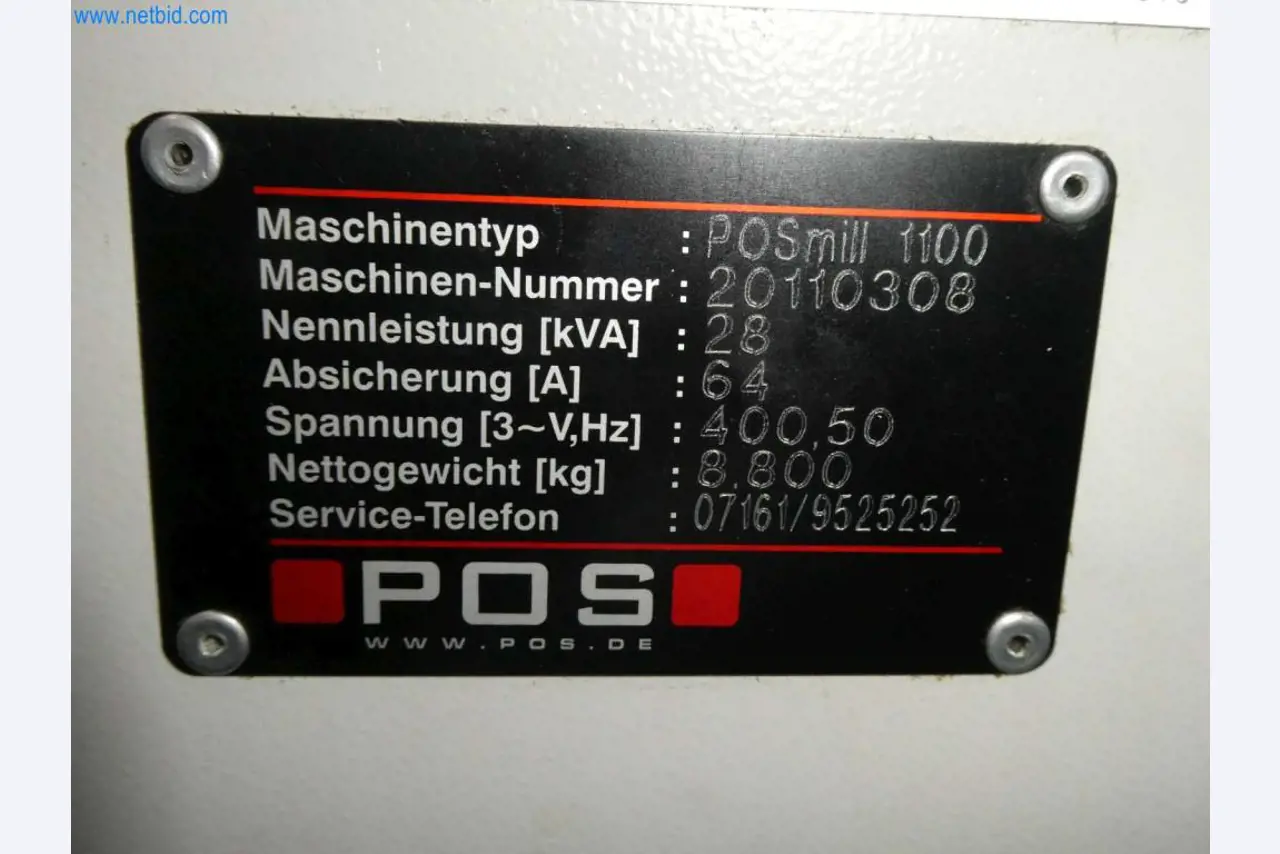 www.netbid.com
Maschinentyp : POSmill 1100
Maschinen-Nummer : 20110308
Nennleistung [kVA] : 28
Absicherung [A] : 64
Spannung [3~V,Hz] : 400,50
Nettogewicht [kg] : 8.800
Service-Telefon : 07161/9525252
POS
WWW.POS.DE